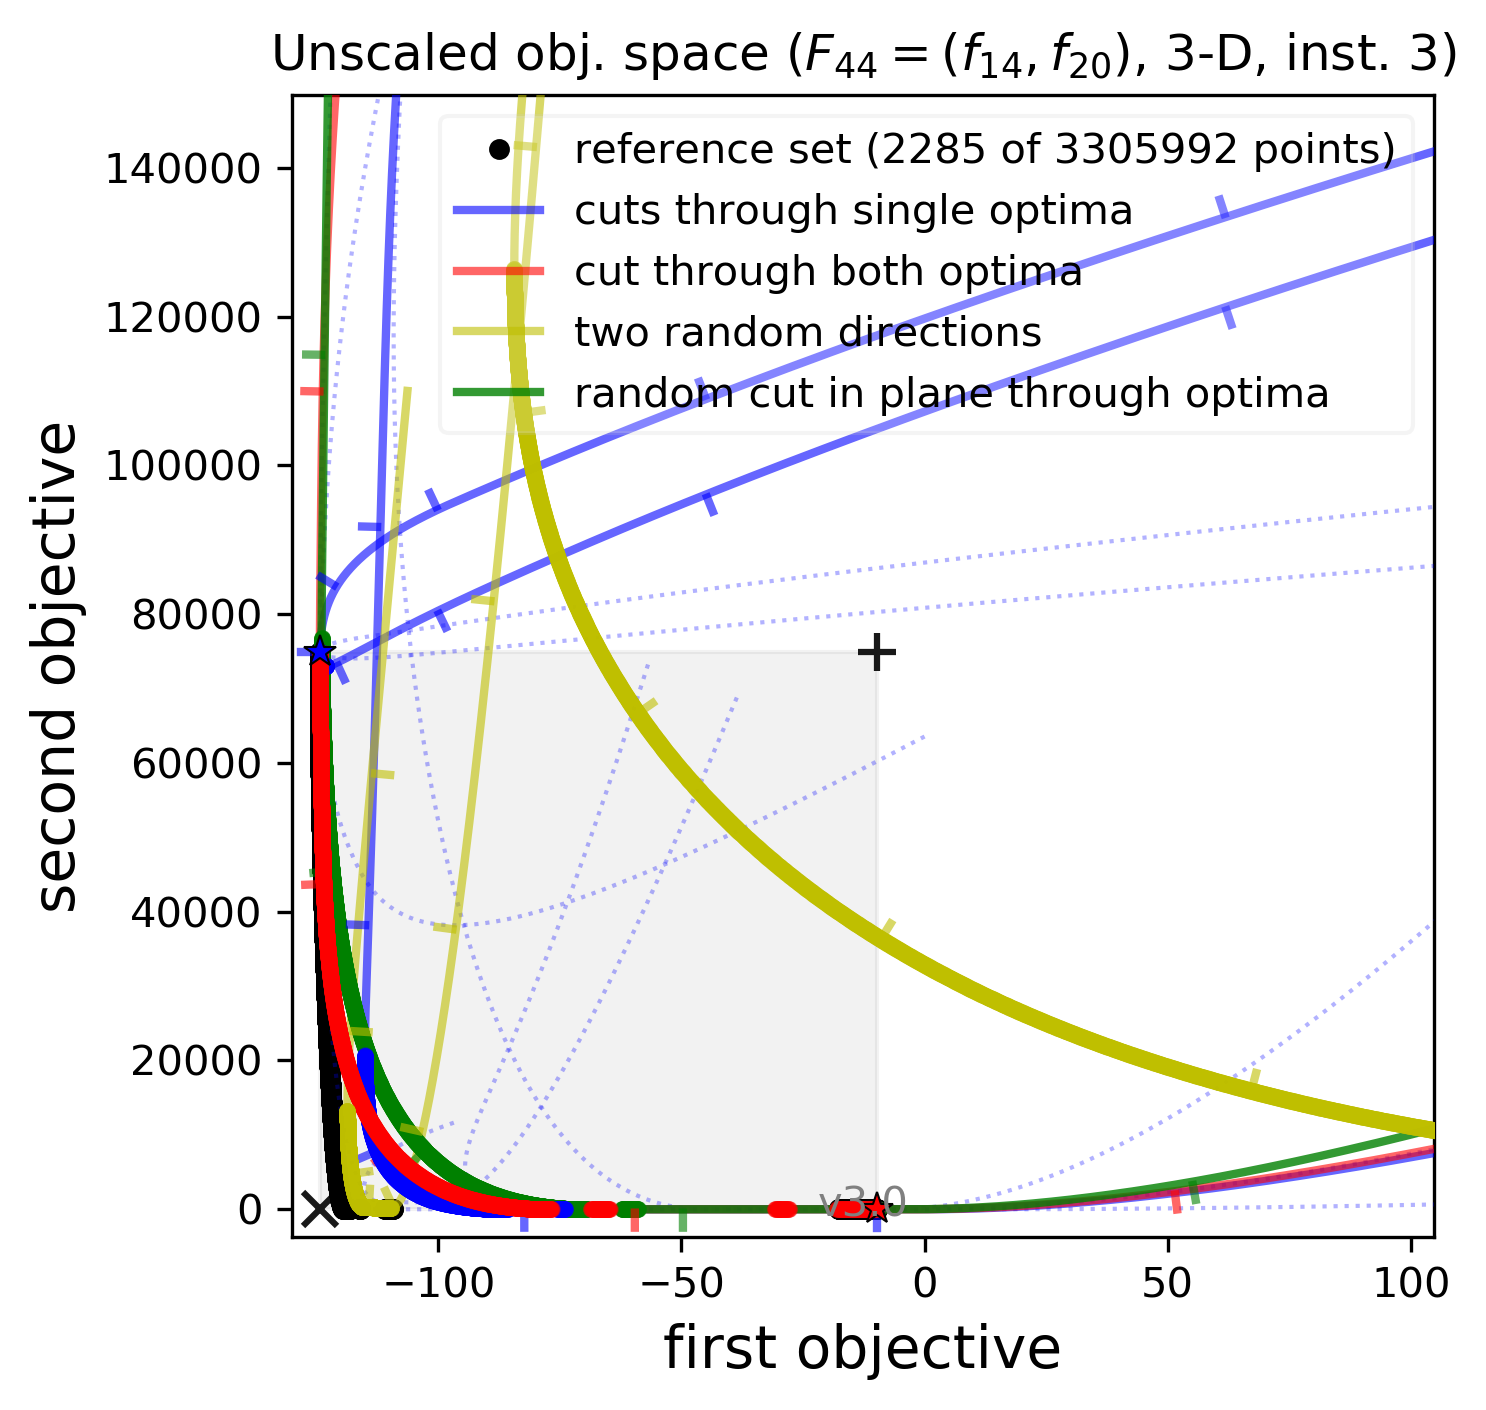 Unscaled obj. space (F₄₄ = (f₁₄, f₂₀), 3-D, inst. 3)
reference set (2285 of 3305992 points)
cuts through single optima
cut through both optima
two random directions
random cut in plane through optima
second objective
140000
120000
100000
80000
60000
40000
20000
0
v3.0
−100
−50
0
50
100
first objective